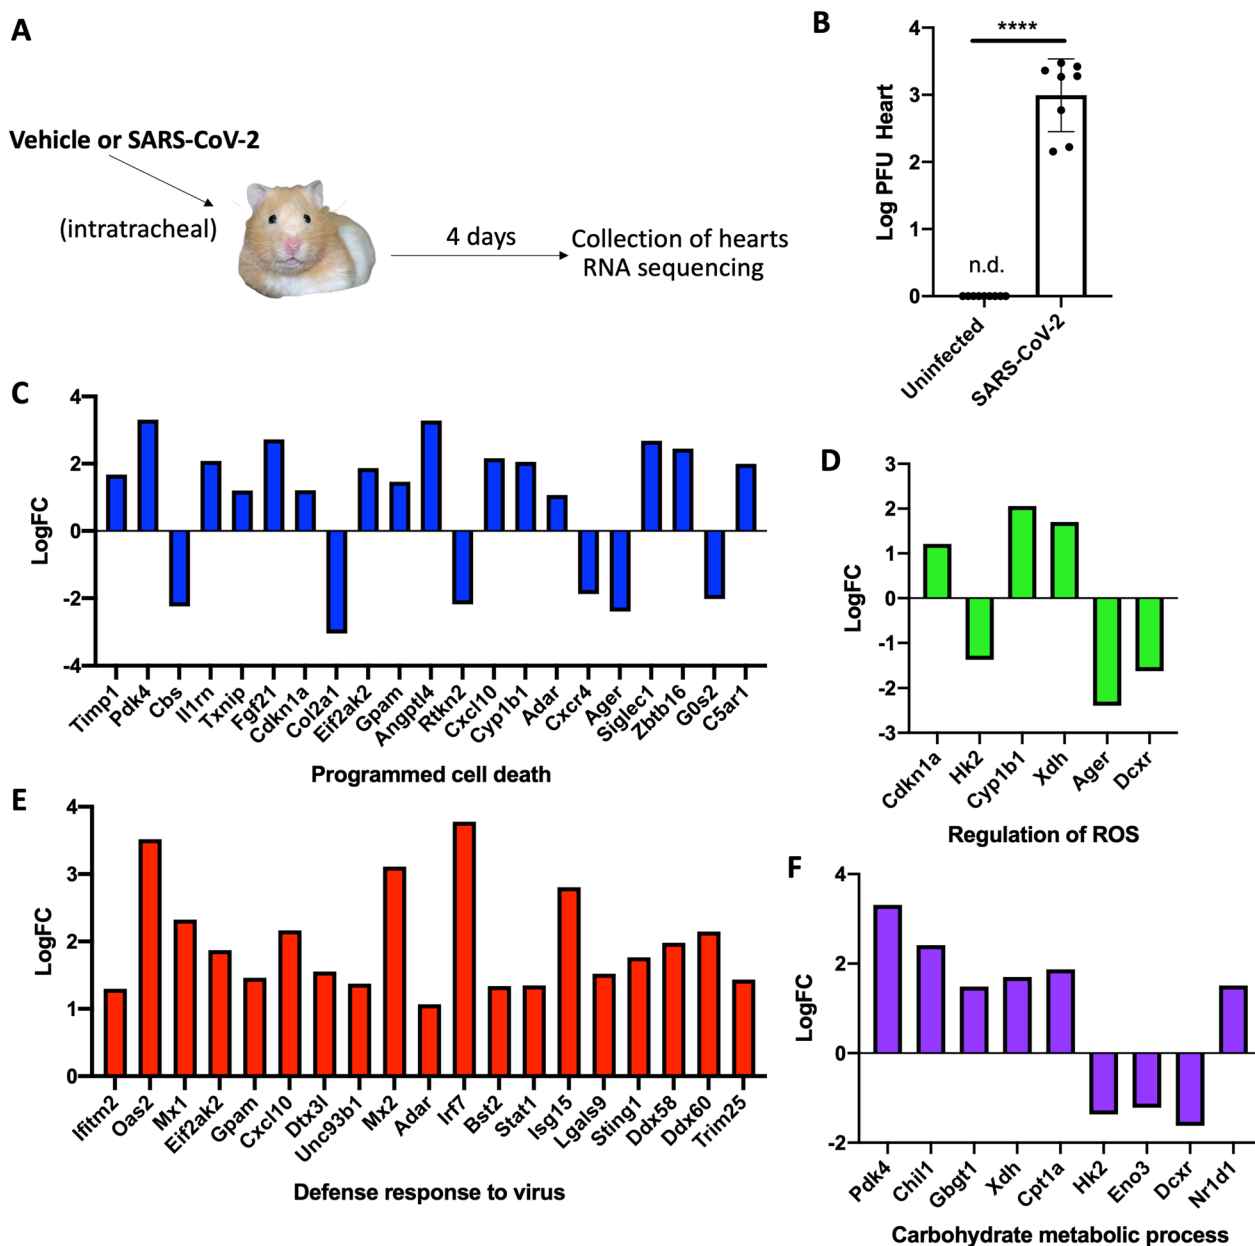 A
Vehicle or SARS-CoV-2
(intratracheal)
4 days
Collection of hearts
RNA sequencing
B
****
Log PFU Heart
4
3
2
1
0
n.d.
Uninfected
SARS-CoV-2
C
LogFC
4
2
0
-2
-4
Timp1
Pdk4
Cbs
Il1rn
Txnip
Fgf21
Cdkn1a
Col2a1
Eif2ak2
Gpam
Angptl4
Rtkn2
Cxcl10
Cyp1b1
Adar
Cxcr4
Ager
Siglec1
Zbtb16
G0s2
C5ar1
Programmed cell death
D
LogFC
3
2
1
0
-1
-2
-3
Cdkn1a
Hk2
Cyp1b1
Xdh
Ager
Dcxr
Regulation of ROS
E
LogFC
4
3
2
1
0
Ifitm2
Oas2
Mx1
Eif2ak2
Gpam
Cxcl10
Dtx3l
Unc93b1
Mx2
Adar
Irf7
Bst2
Stat1
Isg15
Lgals9
Sting1
Ddx58
Ddx60
Trim25
Defense response to virus
F
LogFC
4
2
0
-2
Pdk4
Chil1
Gbgt1
Xdh
Cpt1a
Hk2
Eno3
Dcxr
Nr1d1
Carbohydrate metabolic process